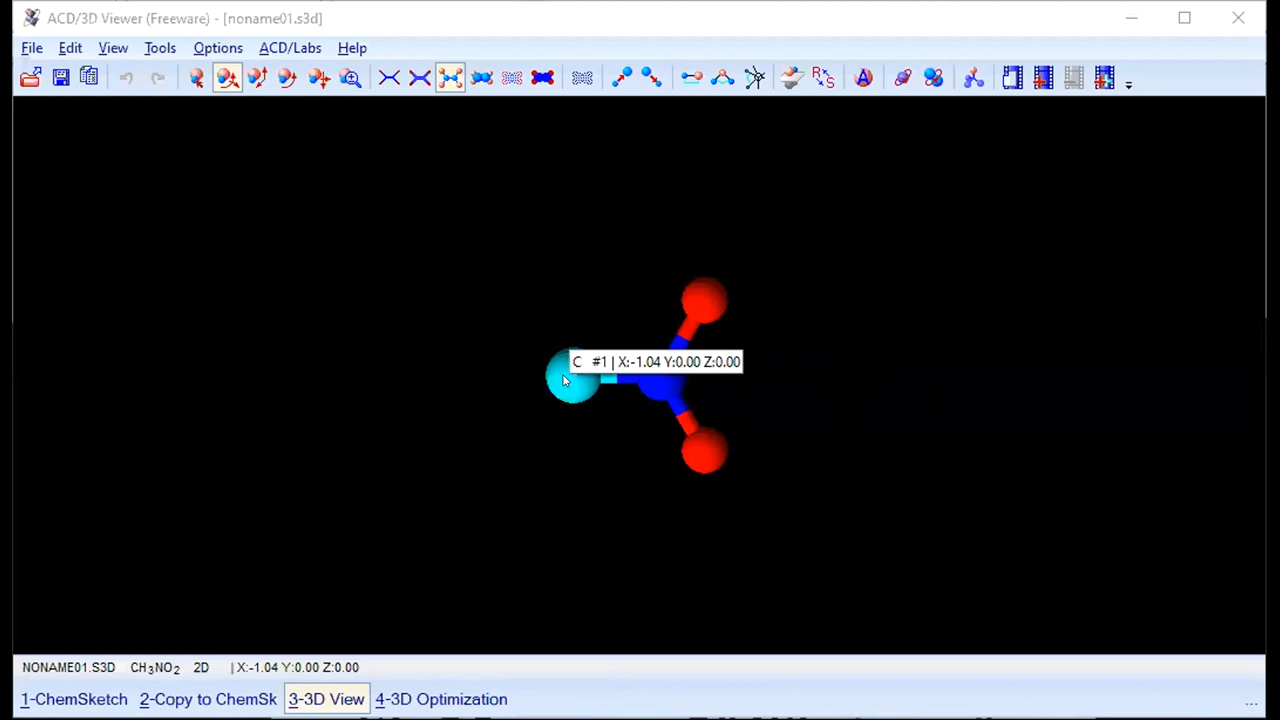 ACD/3D Viewer (Freeware) - [noname01.s3d]
File Edit View Tools Options ACD/Labs Help
C #1 | X:-1.04 Y:0.00 Z:0.00
NONAME01.S3D CH3NO2 2D | X:-1.04 Y:0.00 Z:0.00
1-ChemSketch 2-Copy to ChemSk 3-3D View 4-3D Optimization ...